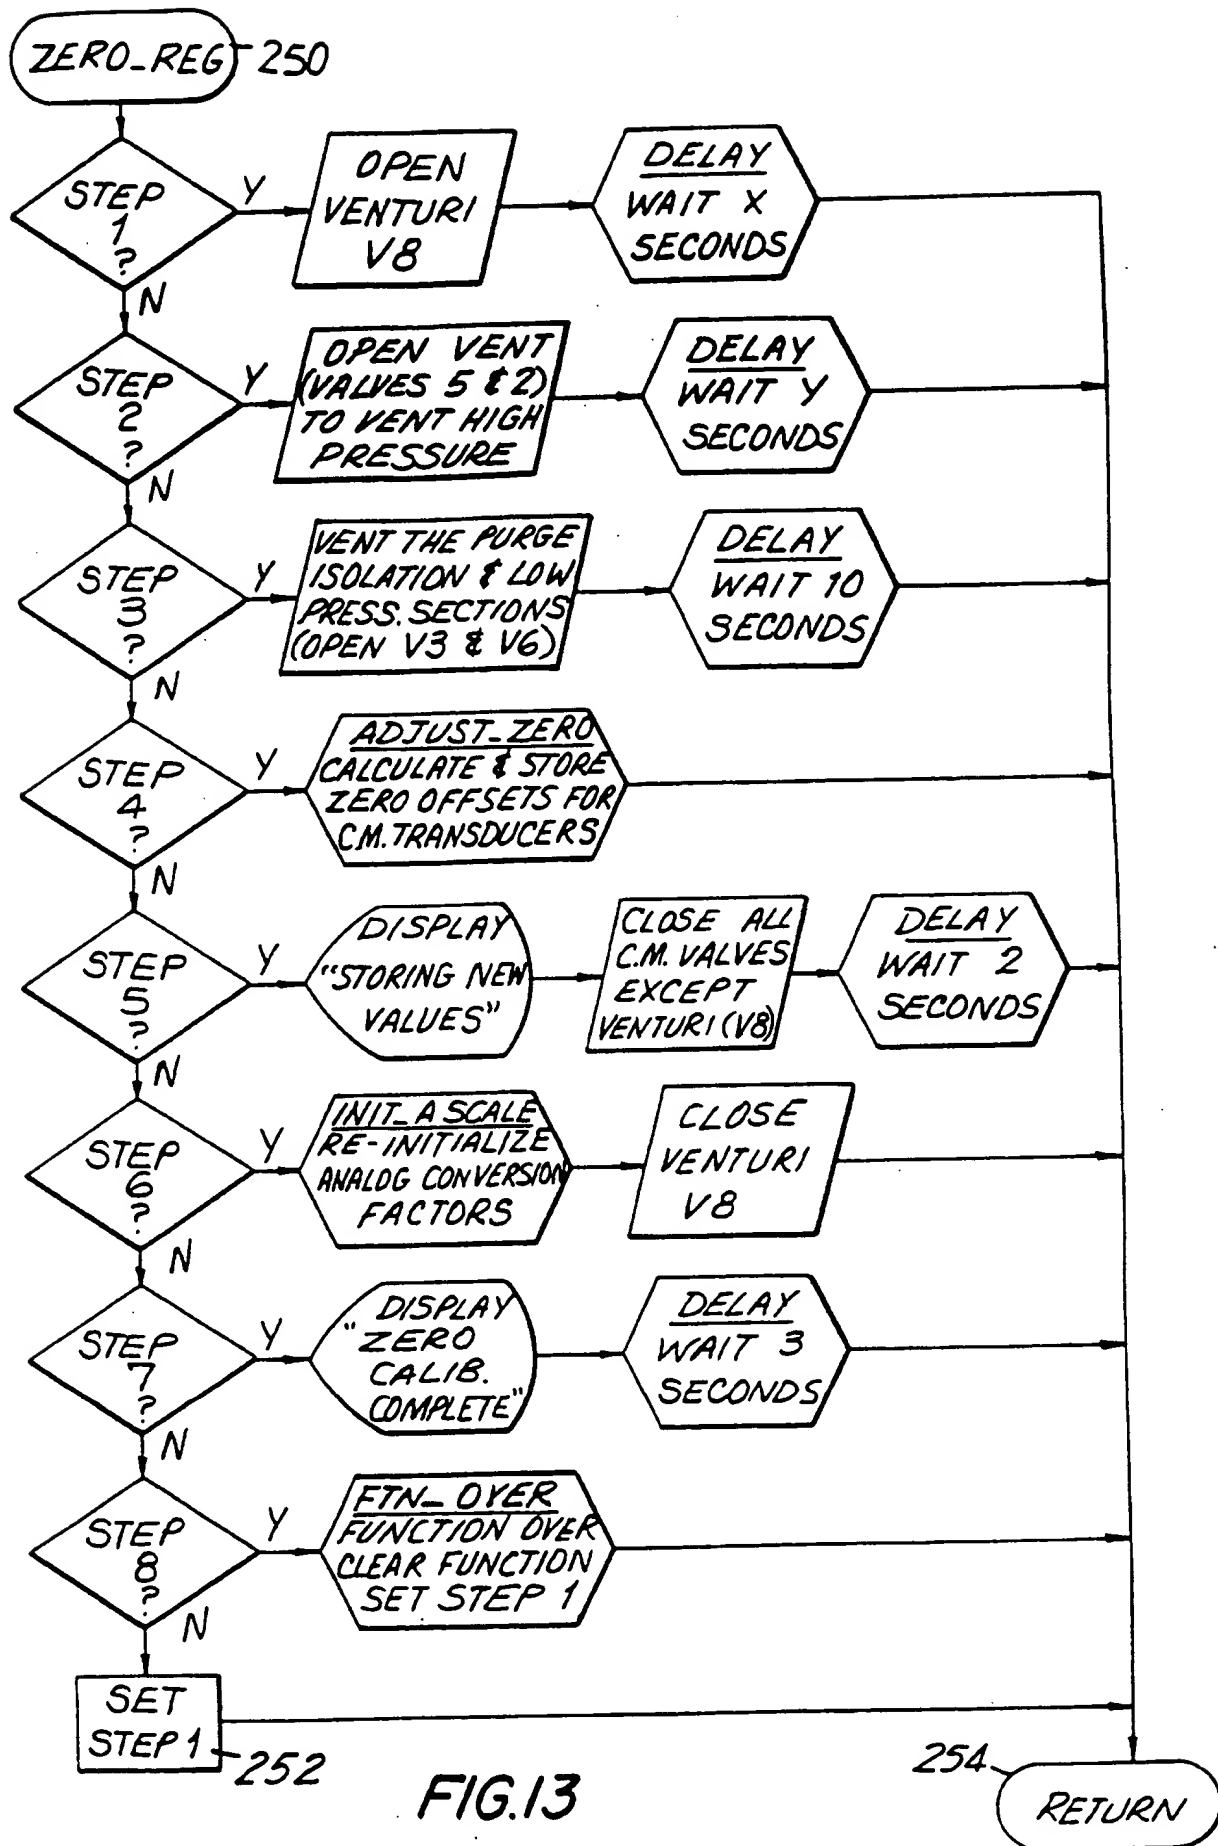 ZERO_REG 250
STEP
1
?
Y
N
OPEN
VENTURI
V8
DELAY
WAIT X
SECONDS
STEP
2
?
Y
N
OPEN VENT
(VALVES 5 & 2)
TO VENT HIGH
PRESSURE
DELAY
WAIT Y
SECONDS
STEP
3
?
Y
N
VENT THE PURGE
ISOLATION & LOW
PRESS. SECTIONS
(OPEN V3 & V6)
DELAY
WAIT 10
SECONDS
STEP
4
?
Y
N
ADJUST_ZERO
CALCULATE & STORE
ZERO OFFSETS FOR
C.M. TRANSDUCERS
STEP
5
?
Y
N
DISPLAY
"STORING NEW
VALUES"
CLOSE ALL
C.M. VALVES
EXCEPT
VENTURI (V8)
DELAY
WAIT 2
SECONDS
STEP
6
?
Y
N
INIT_A SCALE
RE-INITIALIZE
ANALOG CONVERSION
FACTORS
CLOSE
VENTURI
V8
STEP
7
?
Y
N
DISPLAY
"ZERO
CALIB.
COMPLETE"
DELAY
WAIT 3
SECONDS
STEP
8
?
Y
N
FTN_OVER
FUNCTION OVER
CLEAR FUNCTION
SET STEP 1
SET
STEP 1
252
254
RETURN
FIG.13